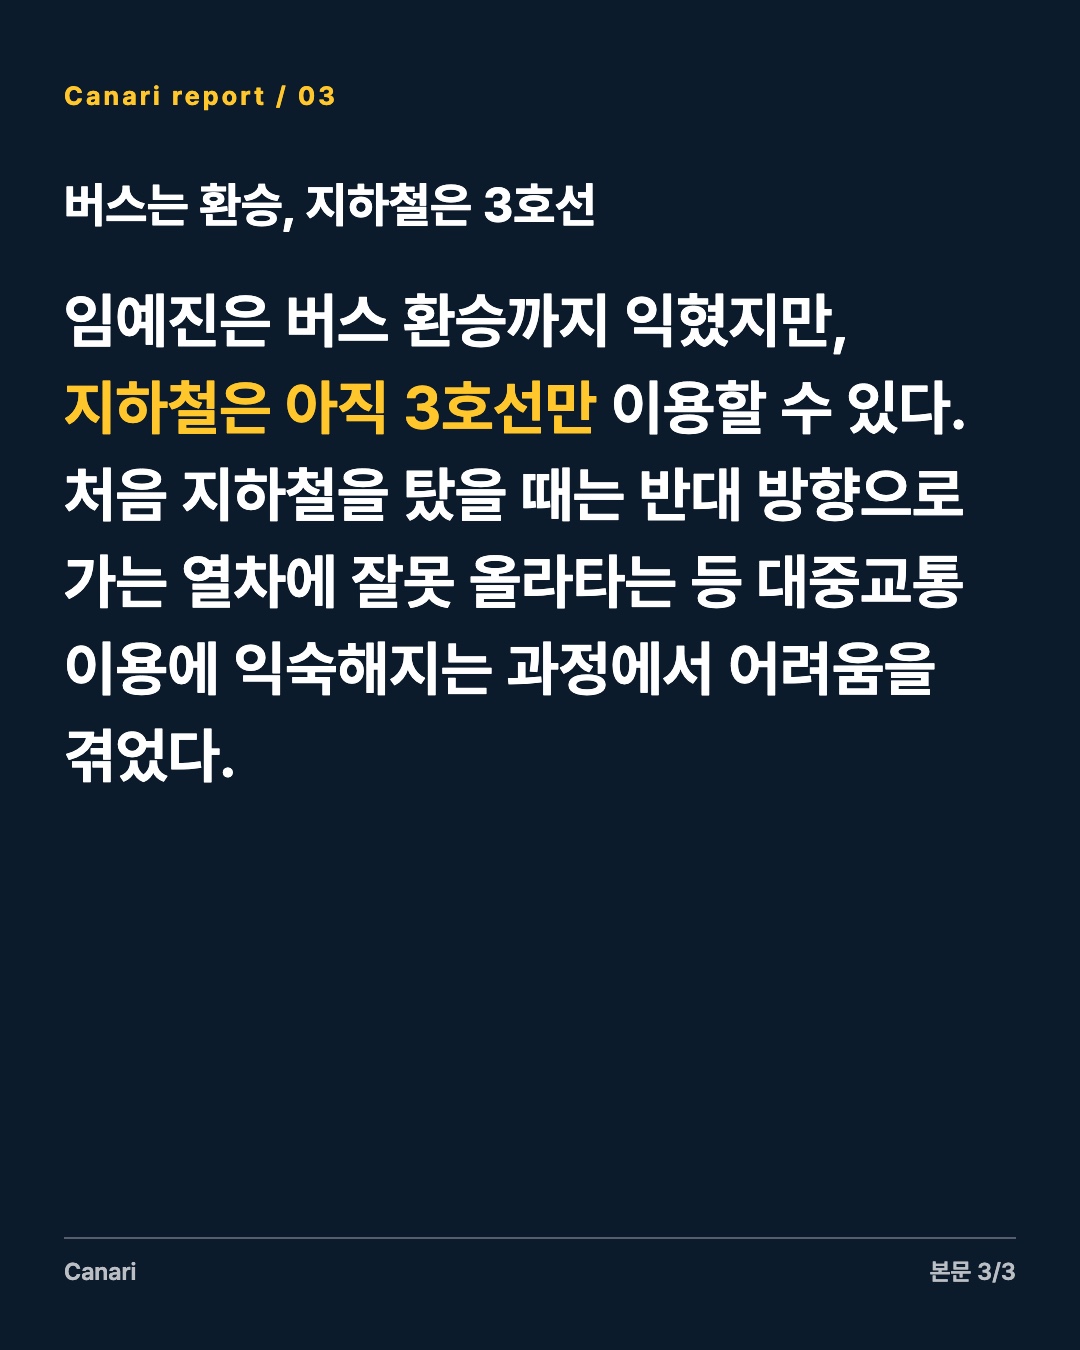 Canari report / 03
버스는 환승, 지하철은 3호선
임예진은 버스 환승까지 익혔지만,
지하철은 아직 3호선만 이용할 수 있다.
처음 지하철을 탔을 때는 반대 방향으로
가는 열차에 잘못 올라타는 등 대중교통
이용에 익숙해지는 과정에서 어려움을
겪었다.
Canari
본문 3/3